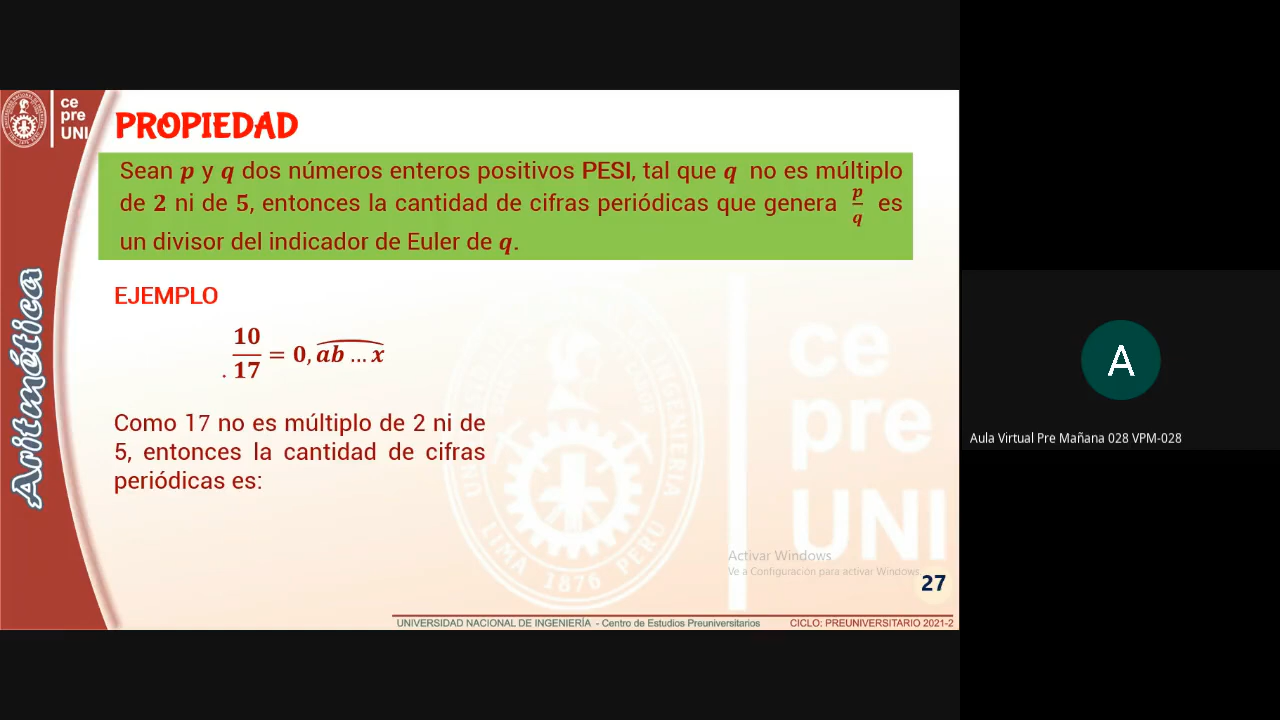 ce
pre
UNI
PROPIEDAD
Sean p y q dos números enteros positivos PESI, tal que q no es múltiplo
de 2 ni de 5, entonces la cantidad de cifras periódicas que genera p/q es
un divisor del indicador de Euler de q.
EJEMPLO
10/17 = 0, ab ... x
.
Como 17 no es múltiplo de 2 ni de
5, entonces la cantidad de cifras
periódicas es:
Aritmética
ce
pre
UNI
LIMA 1876 PERU
Activar Windows
Ve a Configuración para activar Windows.
27
UNIVERSIDAD NACIONAL DE INGENIERÍA - Centro de Estudios Preuniversitarios
CICLO: PREUNIVERSITARIO 2021-2
A
Aula Virtual Pre Mañana 028 VPM-028